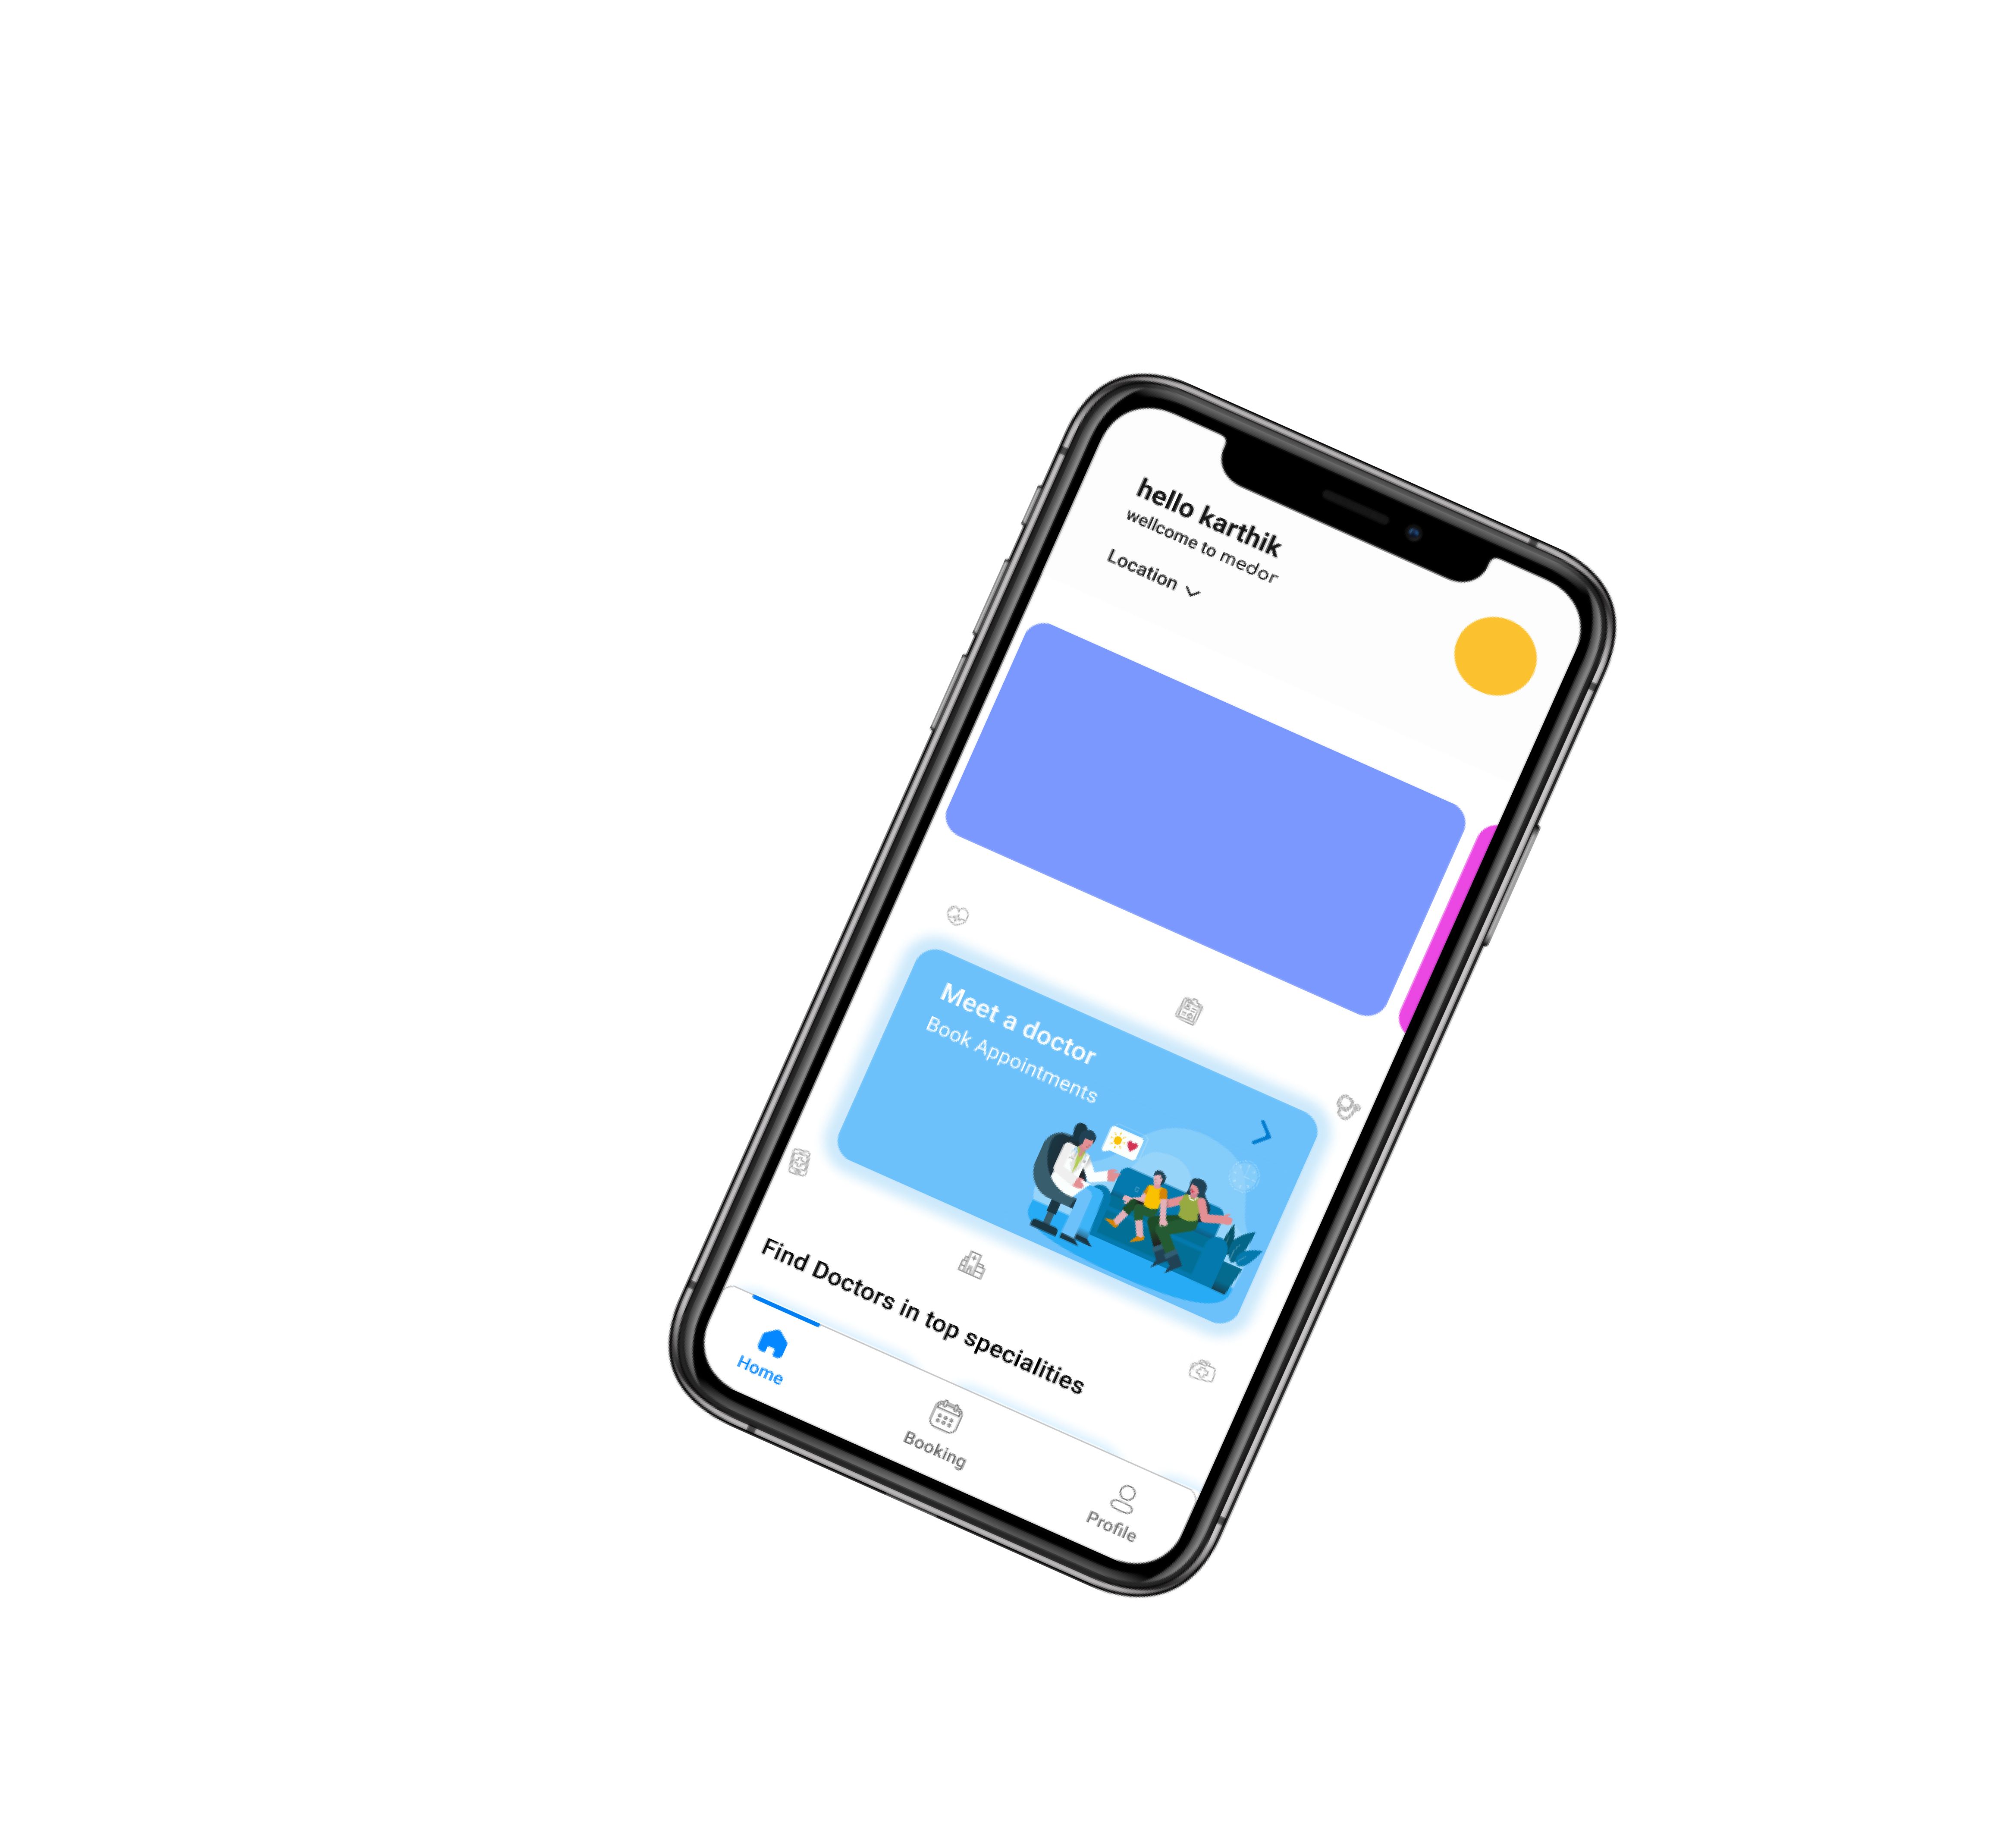 hello karthik
wellcome to medor
Location
Meet a doctor
Book Appointments
Find Doctors in top specialities
Home
Booking
Profile